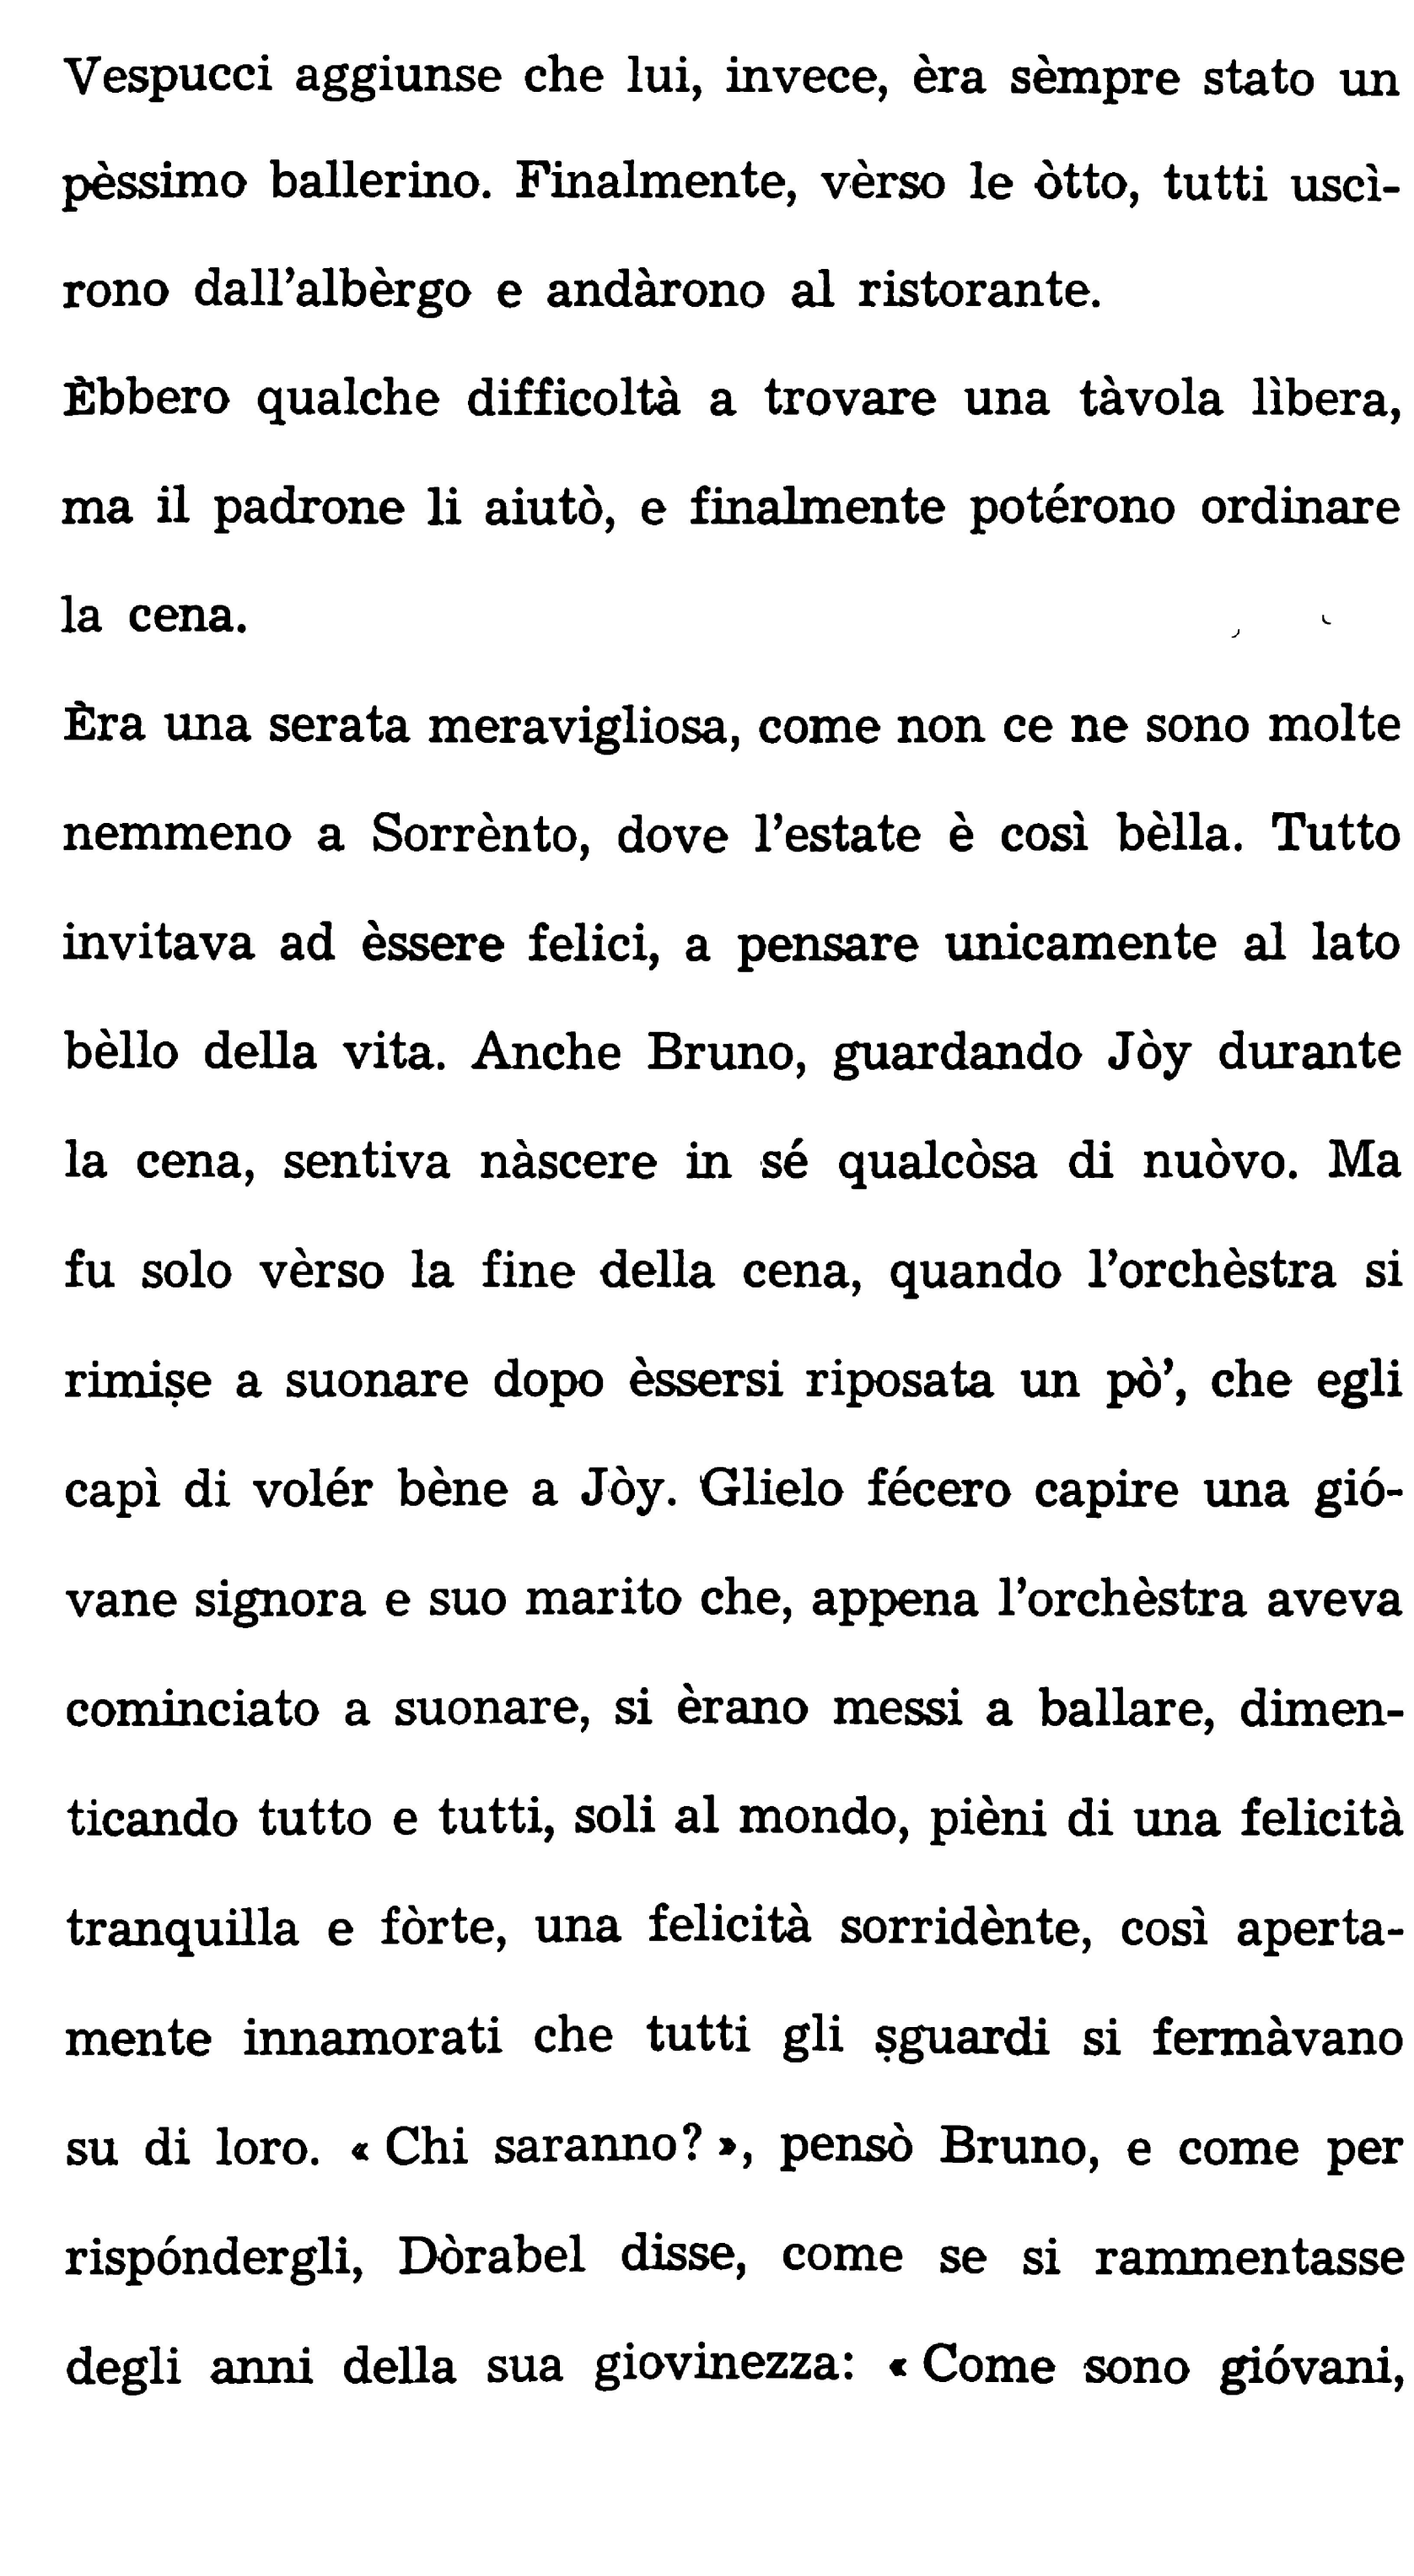 Vespucci aggiunse che lui, invece, èra sèmpre stato un
pèssimo ballerino. Finalmente, vèrso le òtto, tutti uscì-
rono dall'albèrgo e andàrono al ristorante.
Èbbero qualche difficoltà a trovare una tàvola lìbera,
ma il padrone li aiutò, e finalmente potérono ordinare
la cena.
Èra una serata meravigliosa, come non ce ne sono molte
nemmeno a Sorrènto, dove l'estate è così bèlla. Tutto
invitava ad èssere felici, a pensare unicamente al lato
bèllo della vita. Anche Bruno, guardando Jòy durante
la cena, sentiva nàscere in sé qualcòsa di nuòvo. Ma
fu solo vèrso la fine della cena, quando l'orchèstra si
rimiṣe a suonare dopo èssersi riposata un pò', che egli
capì di volér bène a Jòy. Glielo fécero capire una gió-
vane signora e suo marito che, appena l'orchèstra aveva
cominciato a suonare, si èrano messi a ballare, dimen-
ticando tutto e tutti, soli al mondo, pièni di una felicità
tranquilla e fòrte, una felicità sorridènte, così aperta-
mente innamorati che tutti gli ṣguardi si fermàvano
su di loro. « Chi saranno? », pensò Bruno, e come per
rispóndergli, Dòrabel disse, come se si rammentasse
degli anni della sua giovinezza: « Come sono gióvani,